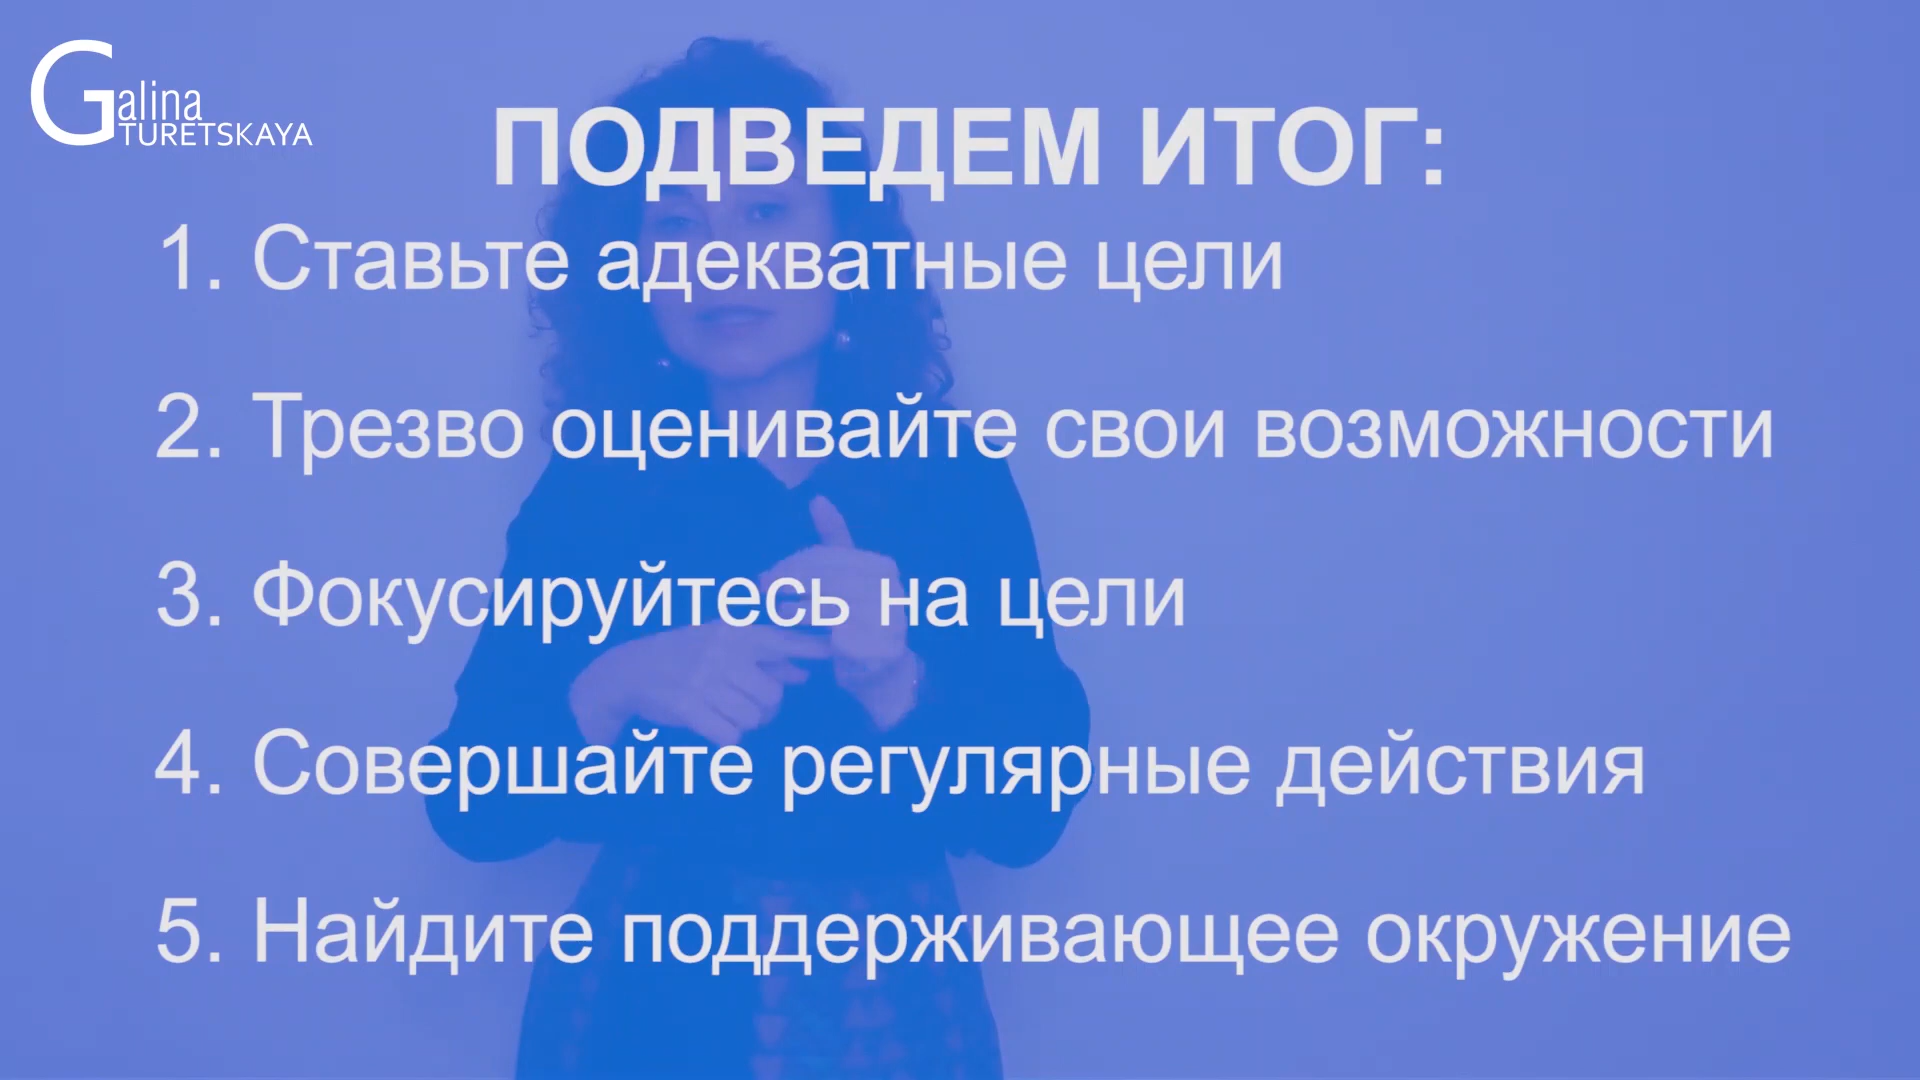 Galina
TURETSKAYA
ПОДВЕДЕМ ИТОГ:
1. Ставьте адекватные цели
2. Трезво оценивайте свои возможности
3. Фокусируйтесь на цели
4. Совершайте регулярные действия
5. Найдите поддерживающее окружение